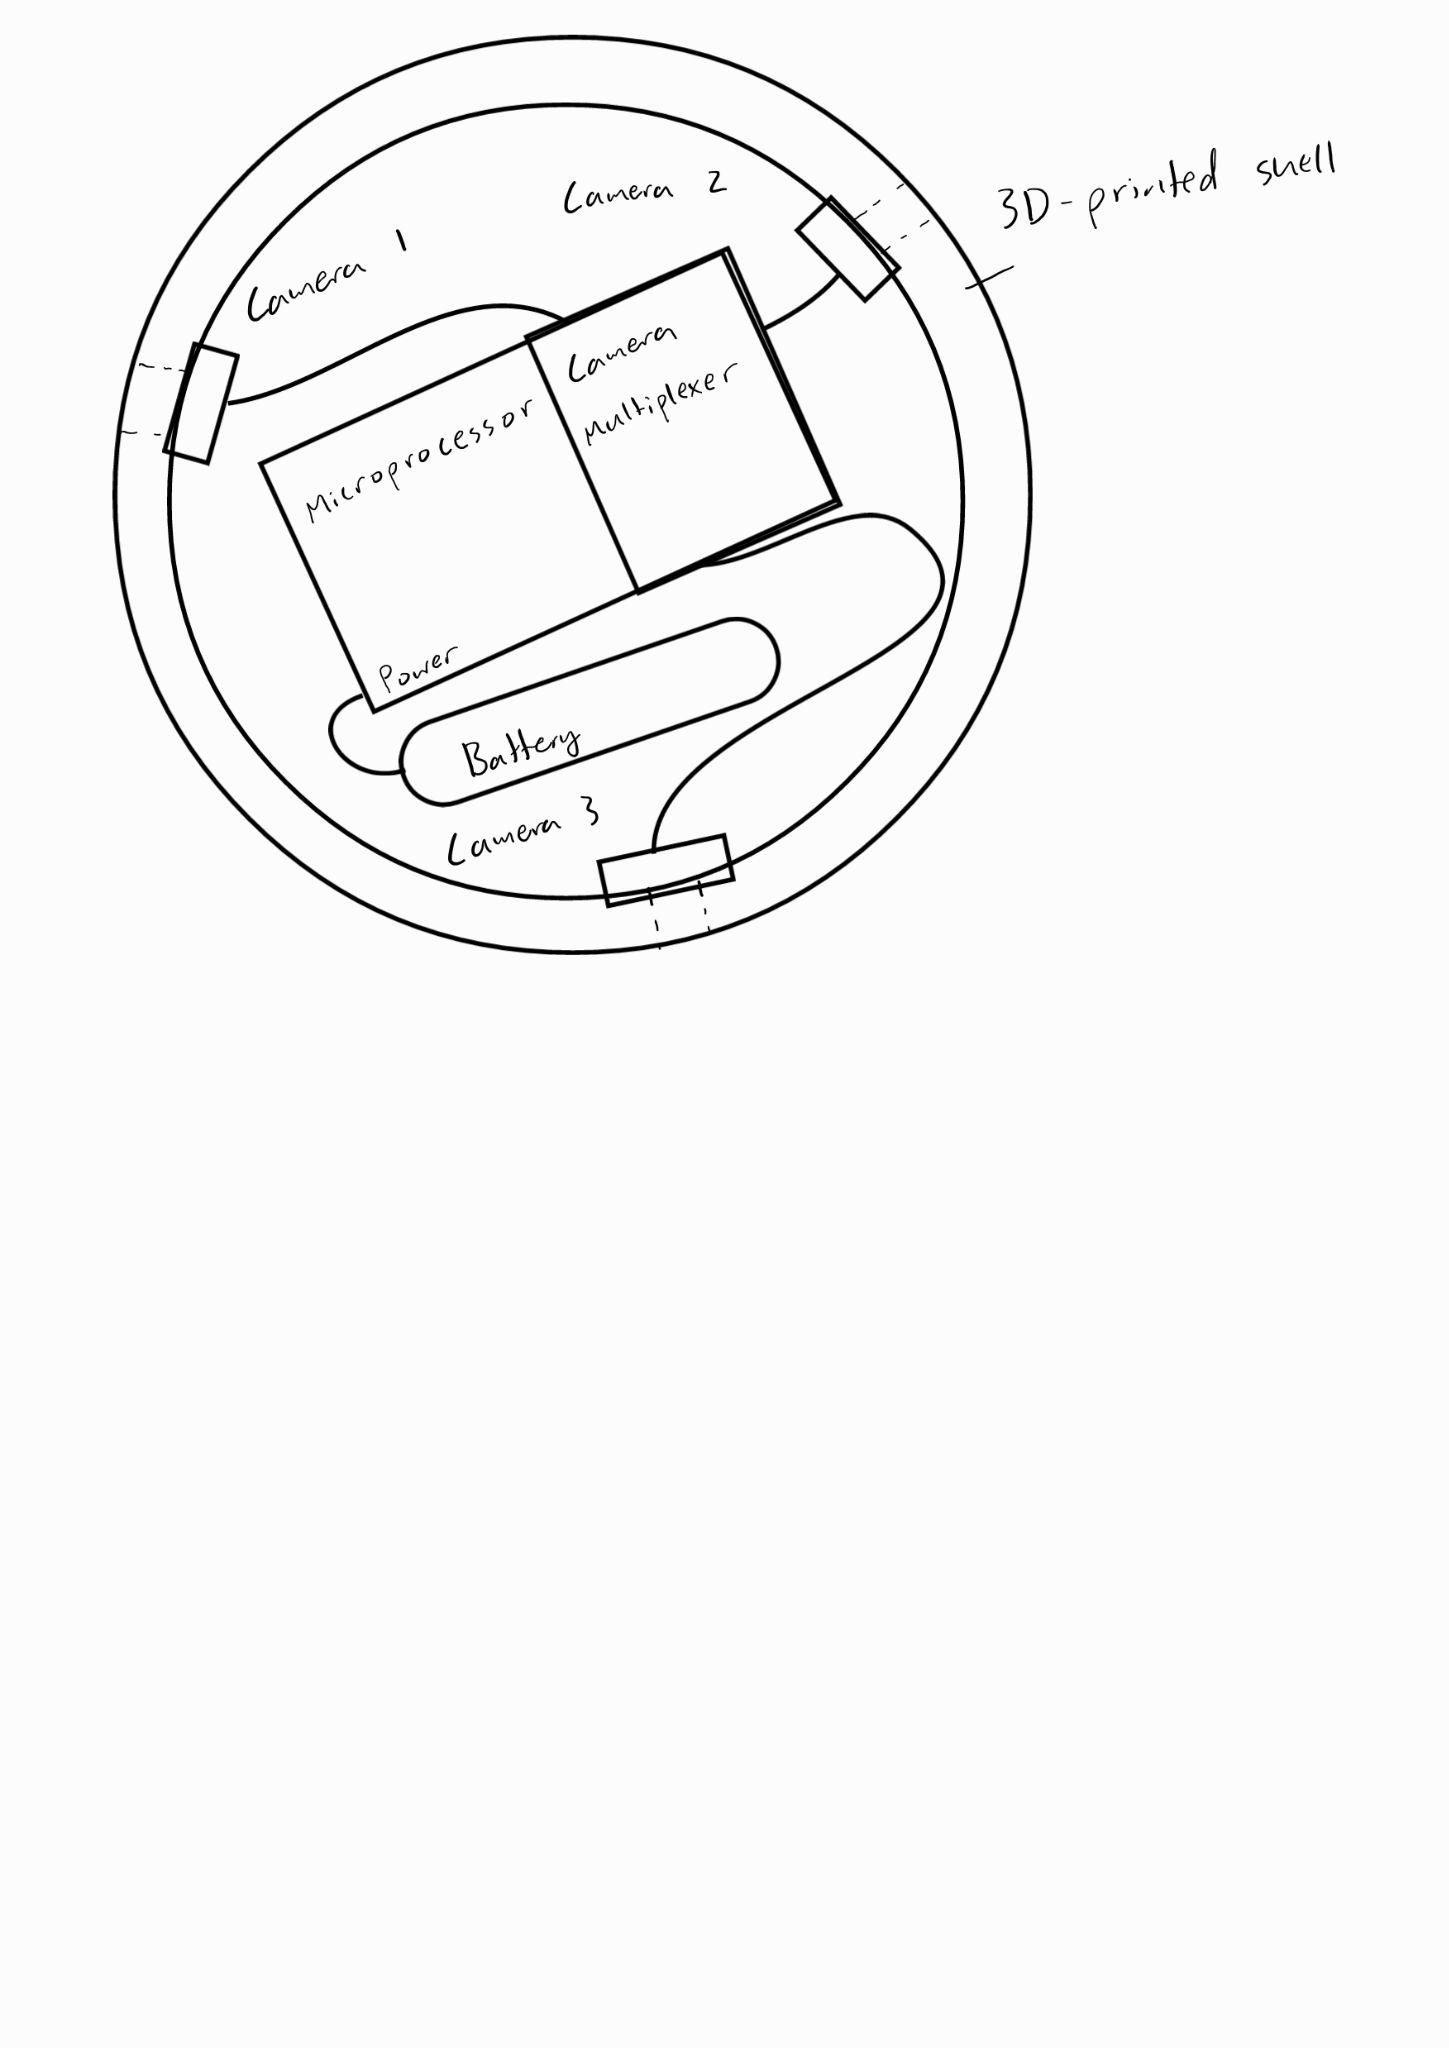 Camera 2
3D-printed shell
Camera 1
Camera
Multiplexer
Microprocessor
Power
Battery
Camera 3